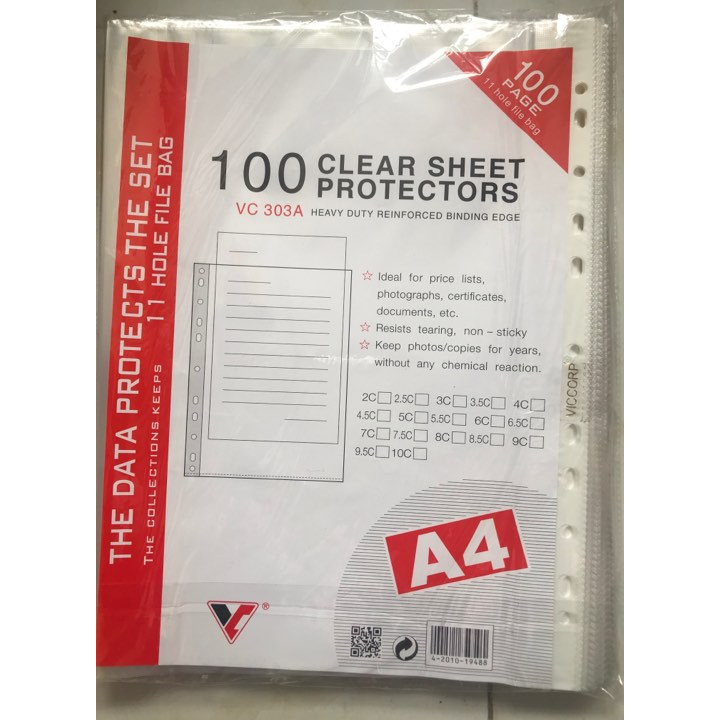 100
PAGE
11 hole file bag
THE DATA PROTECTS THE SET
THE COLLECTIONS KEEPS 11 HOLE FILE BAG
100 CLEAR SHEET
PROTECTORS
VC 303A HEAVY DUTY REINFORCED BINDING EDGE
☆ Ideal for price lists,
photographs, certificates,
documents, etc.
☆ Resists tearing, non – sticky
☆ Keep photos/copies for years,
without any chemical reaction.
2C 2.5C 3C 3.5C 4C
4.5C 5C 5.5C 6C 6.5C
7C 7.5C 8C 8.5C 9C
9.5C 10C
VICCORP
A4
VC®
4-2010-19488